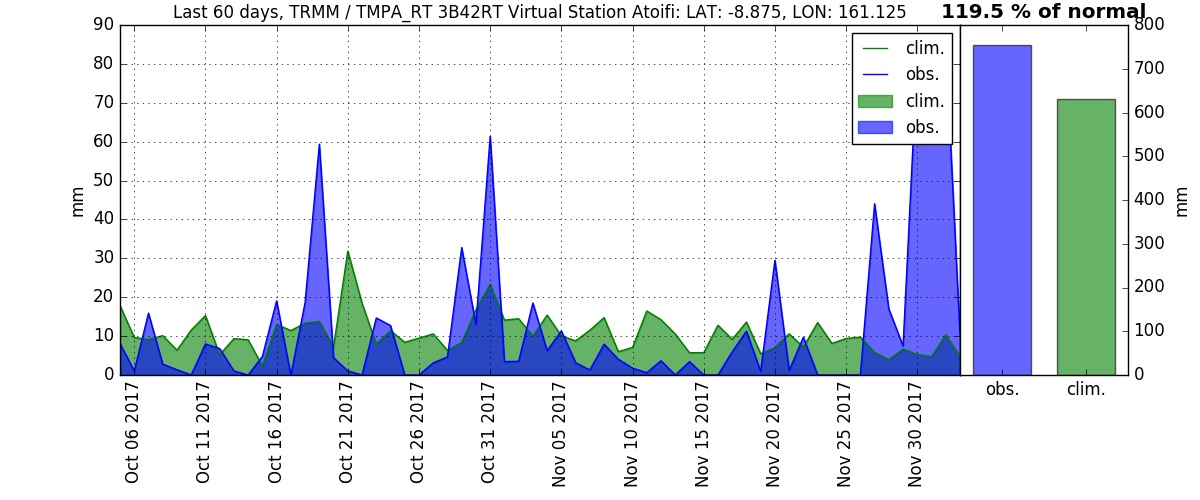 Last 60 days, TRMM / TMPA_RT 3B42RT Virtual Station Atoifi: LAT: -8.875, LON: 161.125
119.5 % of normal
90
80
70
60
50
40
30
20
10
0
mm
clim.
obs.
clim.
obs.
Oct 06 2017
Oct 11 2017
Oct 16 2017
Oct 21 2017
Oct 26 2017
Oct 31 2017
Nov 05 2017
Nov 10 2017
Nov 15 2017
Nov 20 2017
Nov 25 2017
Nov 30 2017
800
700
600
500
400
300
200
100
0
mm
obs.
clim.